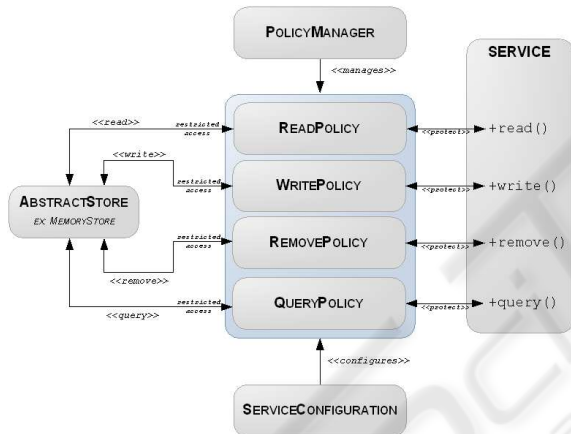 POLICYMANAGER
SERVICE
<<manages>>
<<read>>
restricted
access
READPOLICY
<<protect>>
+read()
<<write>>
restricted
access
WRITEPOLICY
<<protect>>
+write()
ABSTRACTSTORE
EX: MEMORYSTORE
restricted
access
REMOVEPOLICY
<<protect>>
+remove()
<<remove>>
restricted
access
QUERYPOLICY
<<protect>>
+query()
<<query>>
<<configures>>
SERVICECONFIGURATION